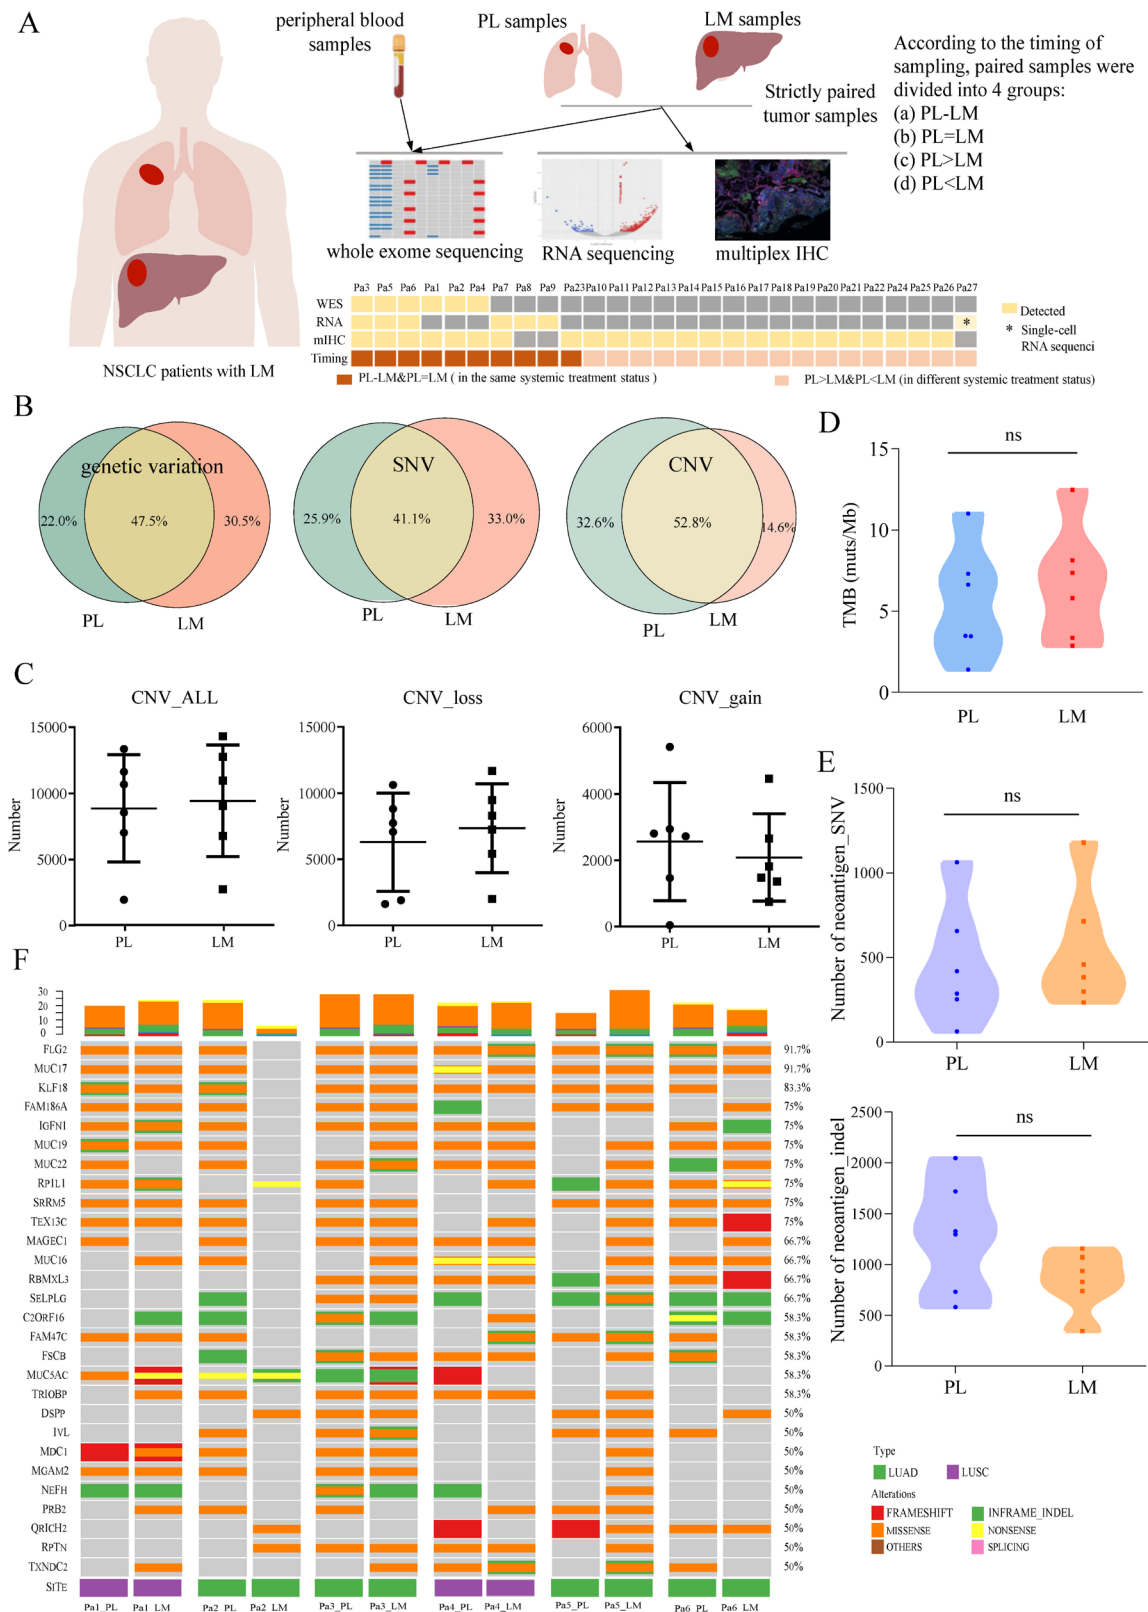 A
peripheral blood
samples
PL samples
LM samples
Strictly paired
tumor samples
According to the timing of
sampling, paired samples were
divided into 4 groups:
(a) PL-LM
(b) PL=LM
(c) PL>LM
(d) PL<LM
whole exome sequencing
RNA sequencing
multiplex IHC
NSCLC patients with LM
Pa3 Pa5 Pa6 Pa1 Pa2 Pa4 Pa7 Pa8 Pa9 Pa23 Pa10 Pa11 Pa12 Pa13 Pa14 Pa15 Pa16 Pa17 Pa18 Pa19 Pa20 Pa21 Pa22 Pa24 Pa25 Pa26 Pa27
WES
RNA
*
mIHC
Timing
Detected
* Single-cell
RNA sequenci
PL-LM&PL=LM ( in the same systemic treatment status )
PL>LM&PL<LM (in different systemic treatment status)
B
genetic variation
22.0% 47.5% 30.5%
PL LM
SNV
25.9% 41.1% 33.0%
PL LM
CNV
32.6% 52.8% 14.6%
PL LM
C
CNV_ALL
Number
15000
10000
5000
0
PL LM
CNV_loss
Number
15000
10000
5000
0
PL LM
CNV_gain
Number
6000
4000
2000
0
PL LM
D
ns
TMB (muts/Mb)
15
10
5
0
PL LM
E
ns
Number of neoantigen_SNV
1500
1000
500
0
PL LM
ns
Number of neoantigen_indel
2500
2000
1500
1000
500
0
PL LM
F
30
20
10
0
FLG2 91.7%
MUC17 91.7%
KLF18 83.3%
FAM186A 75%
IGFN1 75%
MUC19 75%
MUC22 75%
RP1L1 75%
SRRM5 75%
TEX13C 75%
MAGEC1 66.7%
MUC16 66.7%
RBMXL3 66.7%
SELPLG 66.7%
C2ORF16 58.3%
FAM47C 58.3%
FSCB 58.3%
MUC5AC 58.3%
TRIOBP 58.3%
DSPP 50%
IVL 50%
MDC1 50%
MGAM2 50%
NEFH 50%
PRB2 50%
QRICH2 50%
RPTN 50%
TXNDC2 50%
SITE
Pa1_PL Pa1_LM Pa2_PL Pa2_LM Pa3_PL Pa3_LM Pa4_PL Pa4_LM Pa5_PL Pa5_LM Pa6_PL Pa6_LM
Type
LUAD LUSC
Alterations
FRAMESHIFT INFRAME_INDEL
MISSENSE NONSENSE
OTHERS SPLICING